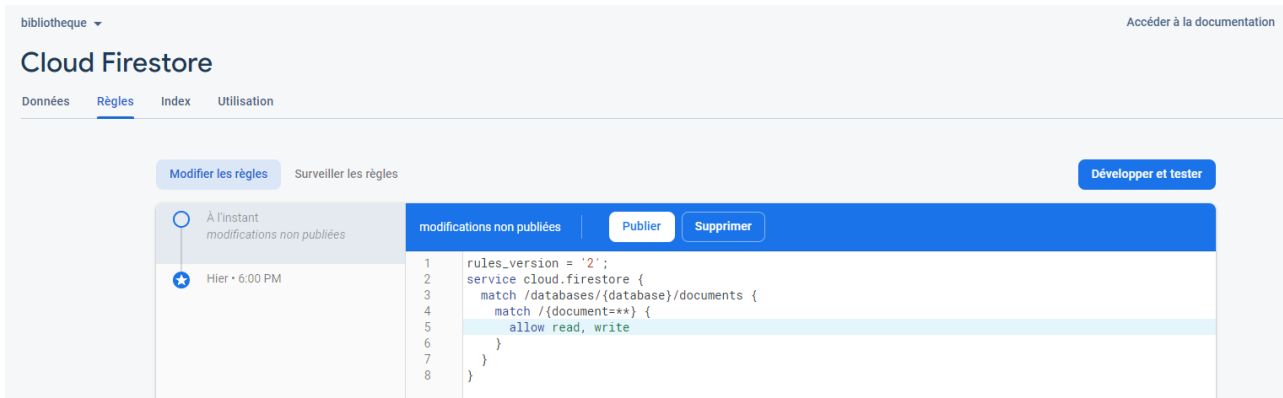 bibliotheque
Accéder à la documentation
Cloud Firestore
Données Règles Index Utilisation
Modifier les règles Surveiller les règles
Développer et tester
À l'instant
modifications non publiées
Hier • 6:00 PM
modifications non publiées Publier Supprimer
1 rules_version = '2';
2 service cloud.firestore {
3   match /databases/{database}/documents {
4     match /{document=**} {
5       allow read, write
6     }
7   }
8 }